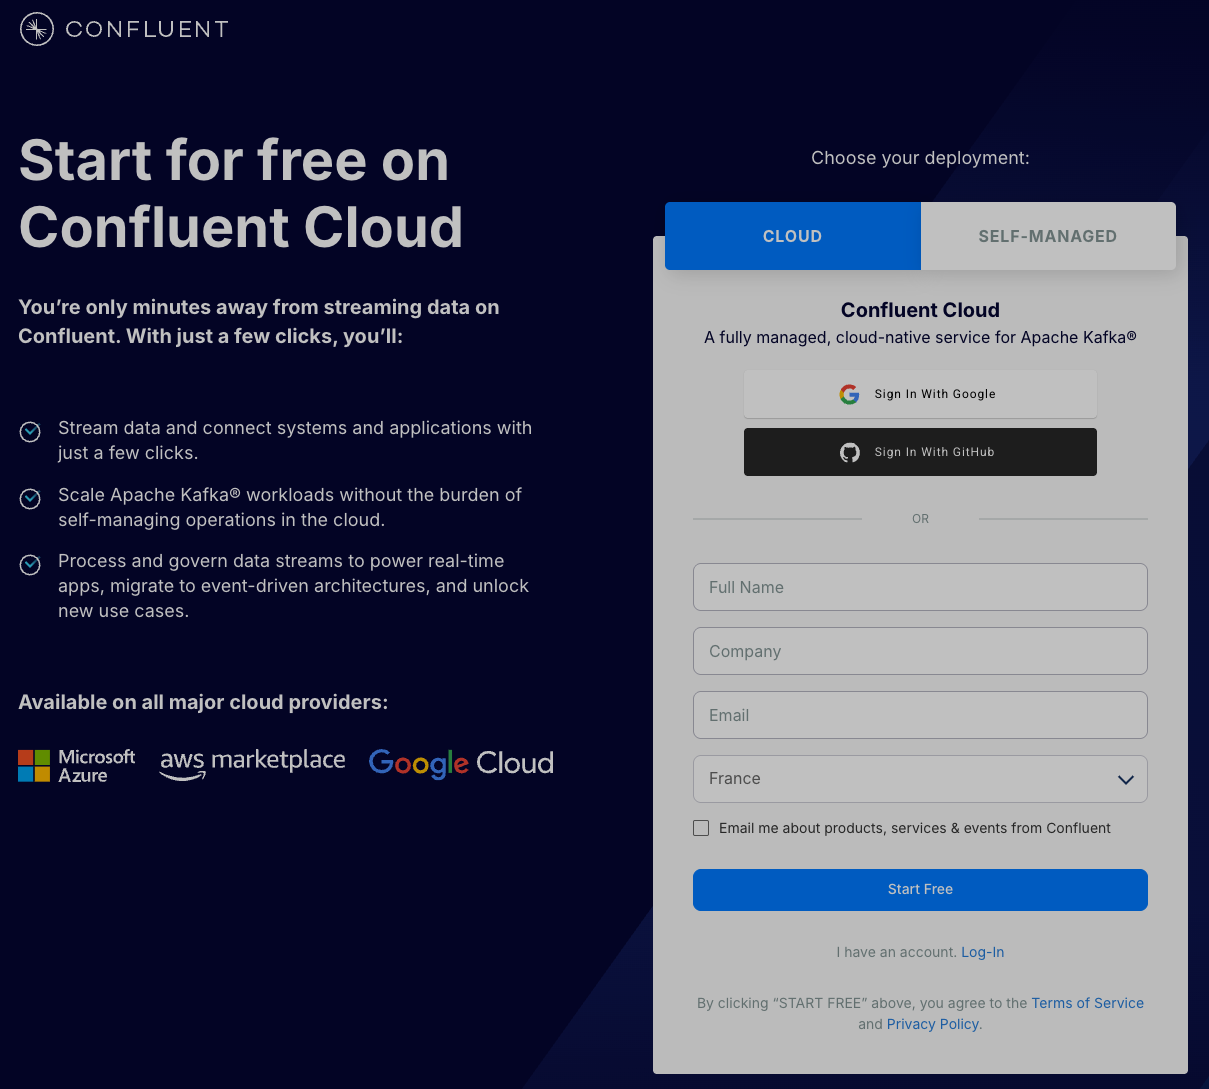 CONFLUENT
Start for free on
Confluent Cloud
You’re only minutes away from streaming data on
Confluent. With just a few clicks, you’ll:
Stream data and connect systems and applications with
just a few clicks.
Scale Apache Kafka® workloads without the burden of
self-managing operations in the cloud.
Process and govern data streams to power real-time
apps, migrate to event-driven architectures, and unlock
new use cases.
Available on all major cloud providers:
Microsoft
Azure
aws marketplace
Google Cloud
Choose your deployment:
CLOUD
SELF-MANAGED
Confluent Cloud
A fully managed, cloud-native service for Apache Kafka®
Sign In With Google
Sign In With GitHub
OR
Full Name
Company
Email
France
Email me about products, services & events from Confluent
Start Free
I have an account. Log-In
By clicking “START FREE” above, you agree to the Terms of Service
and Privacy Policy.